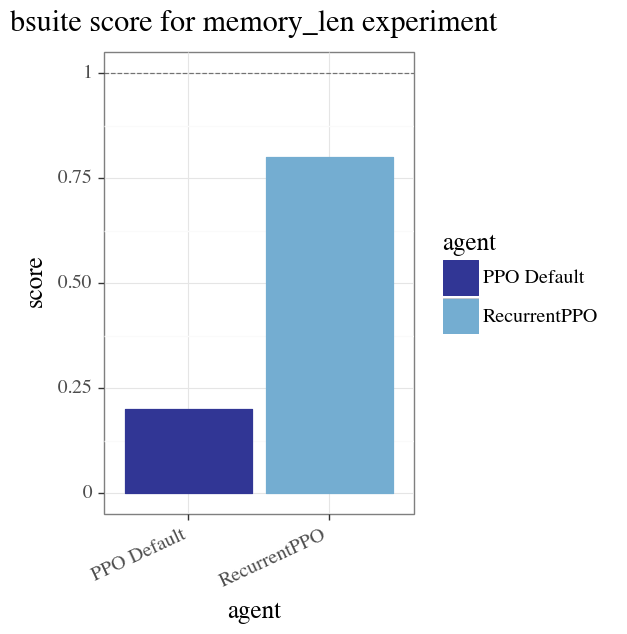 bsuite score for memory_len experiment
1
0.75
0.50
0.25
0
score
PPO Default
RecurrentPPO
agent
agent
PPO Default
RecurrentPPO